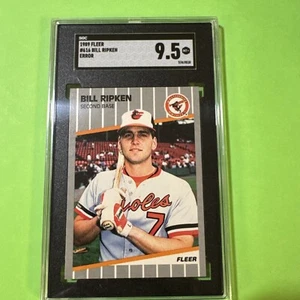 SGC
1989 FLEER
#616 BILL RIPKEN
ERROR
9.5
BILL RIPKEN
SECOND BASE
Orioles
7
FLEER